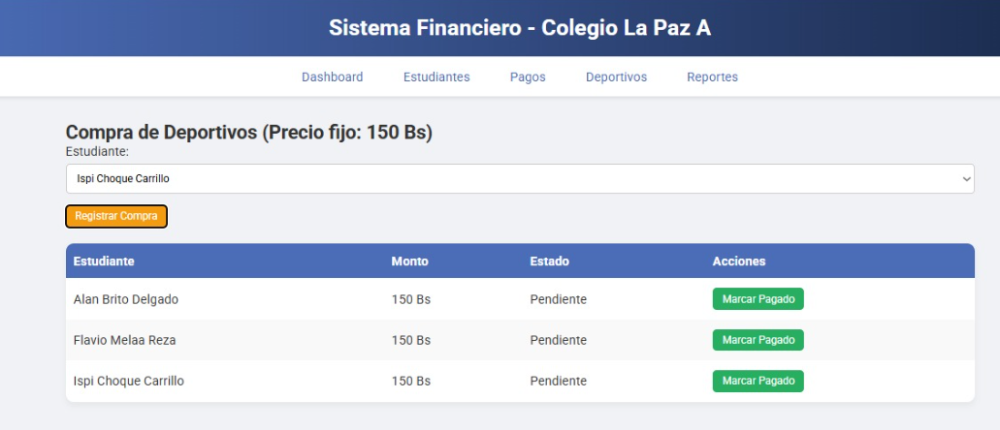 Sistema Financiero - Colegio La Paz A
Dashboard Estudiantes Pagos Deportivos Reportes
Compra de Deportivos (Precio fijo: 150 Bs)
Estudiante:
Ispi Choque Carrillo
Registrar Compra
Estudiante Monto Estado Acciones
Alan Brito Delgado 150 Bs Pendiente Marcar Pagado
Flavio Melaa Reza 150 Bs Pendiente Marcar Pagado
Ispi Choque Carrillo 150 Bs Pendiente Marcar Pagado